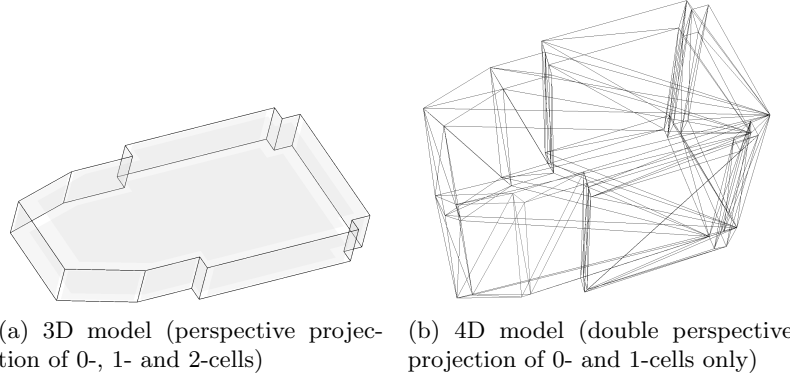 (a) 3D model (perspective projec-
tion of 0-, 1- and 2-cells)
(b) 4D model (double perspective
projection of 0- and 1-cells only)